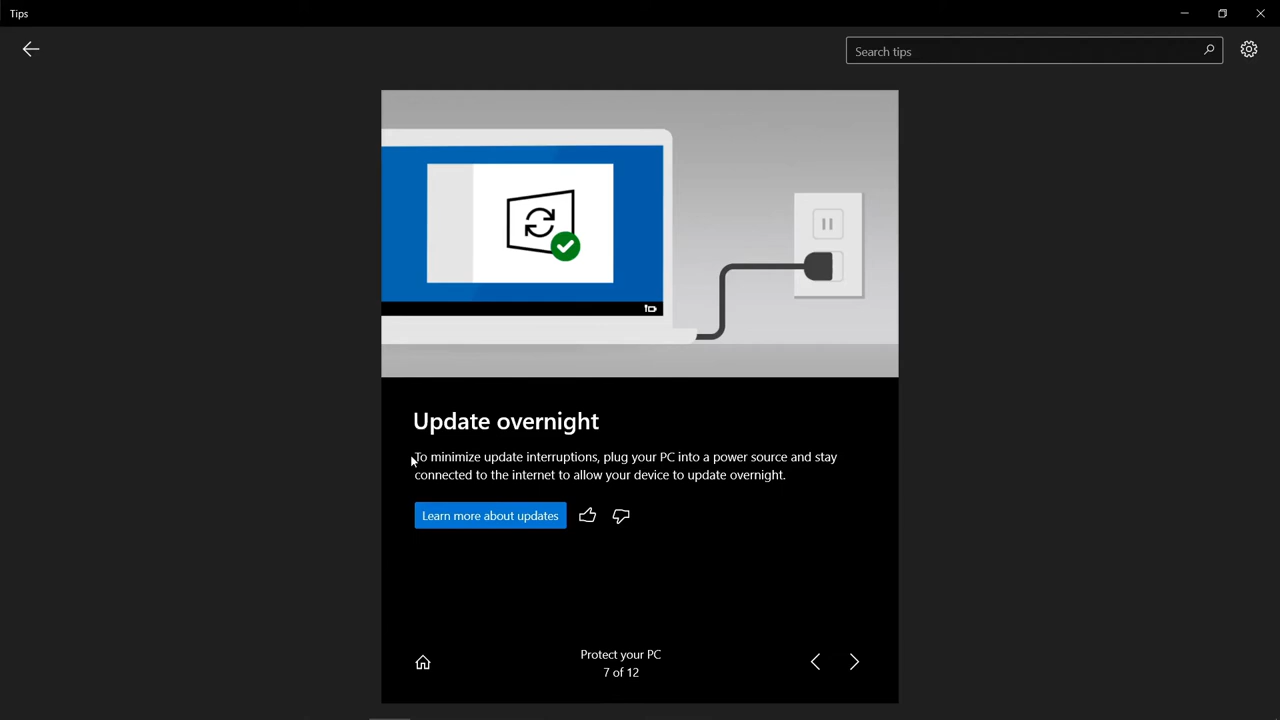 Tips
Search tips
Update overnight
To minimize update interruptions, plug your PC into a power source and stay
connected to the internet to allow your device to update overnight.
Learn more about updates
Protect your PC
7 of 12